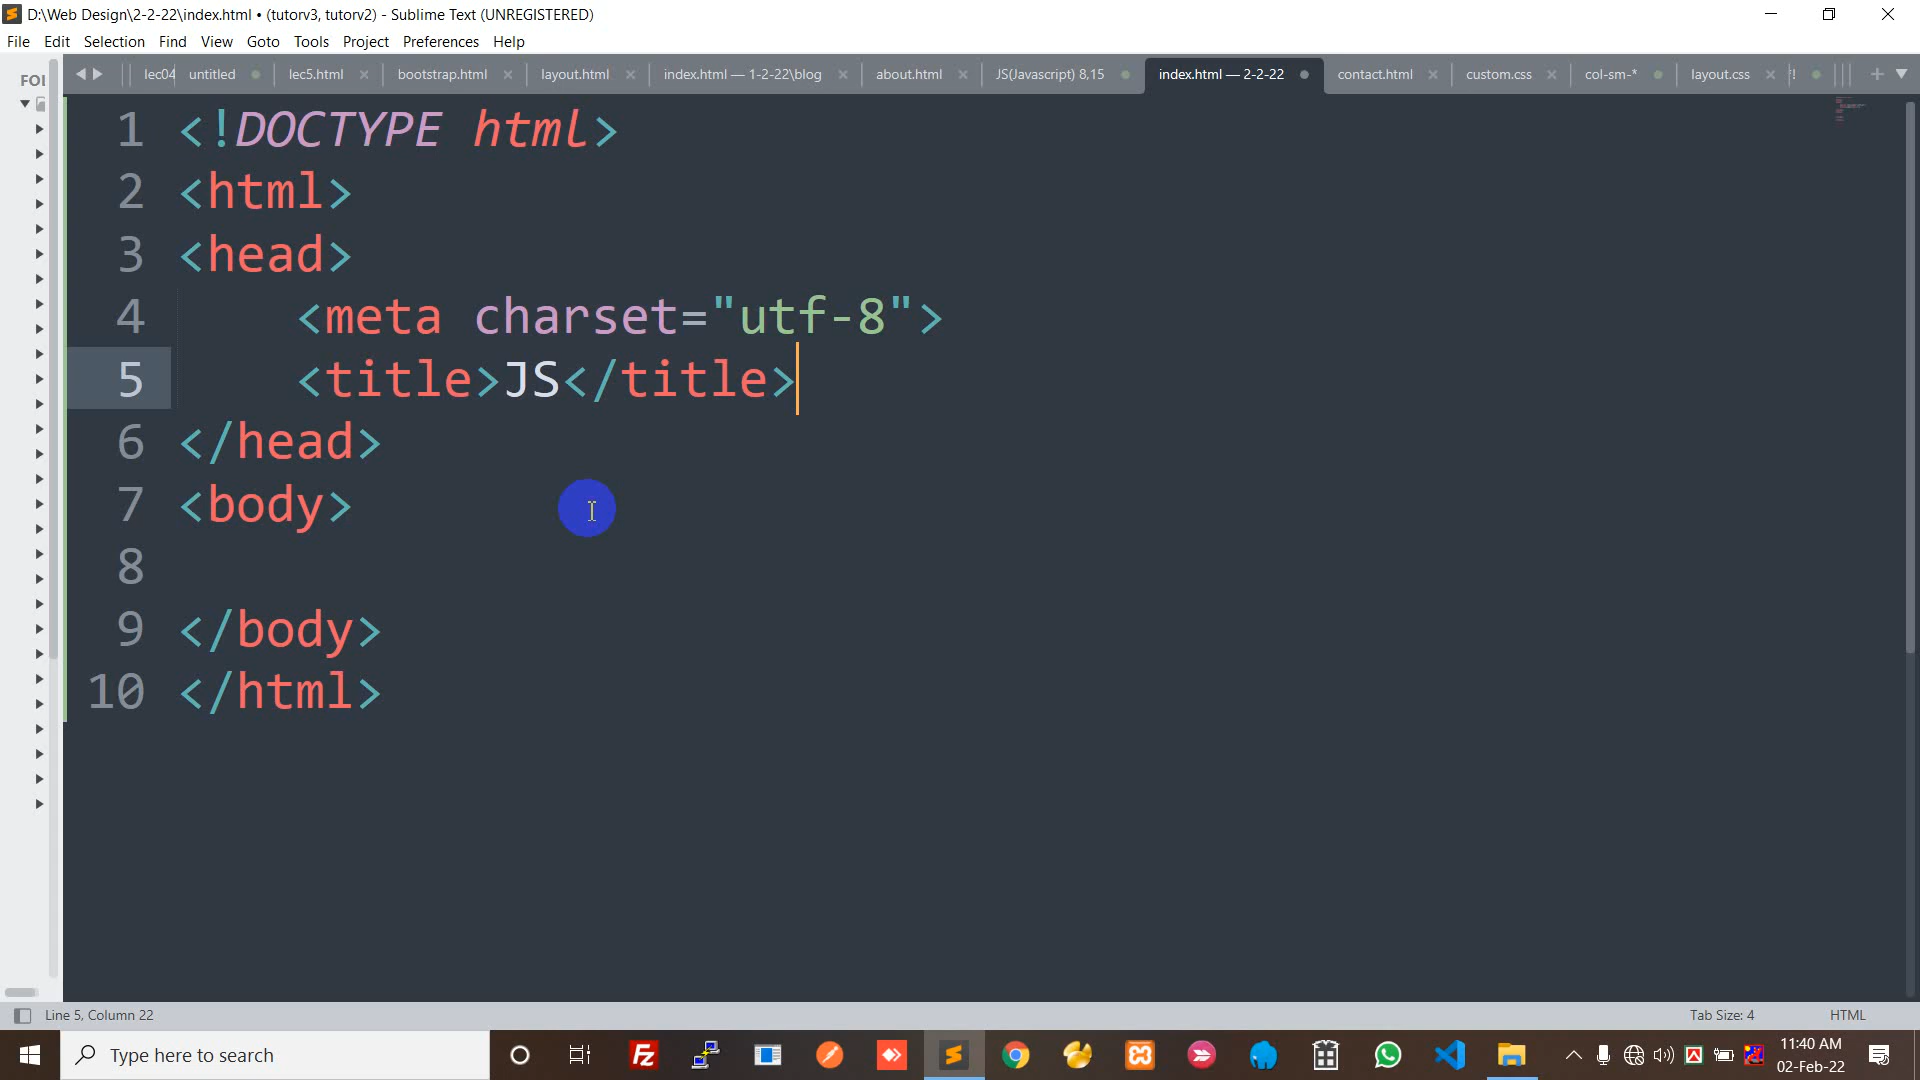 D:\Web Design\2-2-22\index.html • (tutorv3, tutorv2) - Sublime Text (UNREGISTERED)
File Edit Selection Find View Goto Tools Project Preferences Help
FOI
lec04 untitled lec5.html bootstrap.html layout.html index.html — 1-2-22\blog about.html JS(Javascript) 8,15 index.html — 2-2-22 contact.html custom.css col-sm-* layout.css
1 <!DOCTYPE html>
2 <html>
3 <head>
4 <meta charset="utf-8">
5 <title>JS</title>
6 </head>
7 <body>
8
9 </body>
10 </html>
Line 5, Column 22 Tab Size: 4 HTML
Type here to search
11:40 AM
02-Feb-22